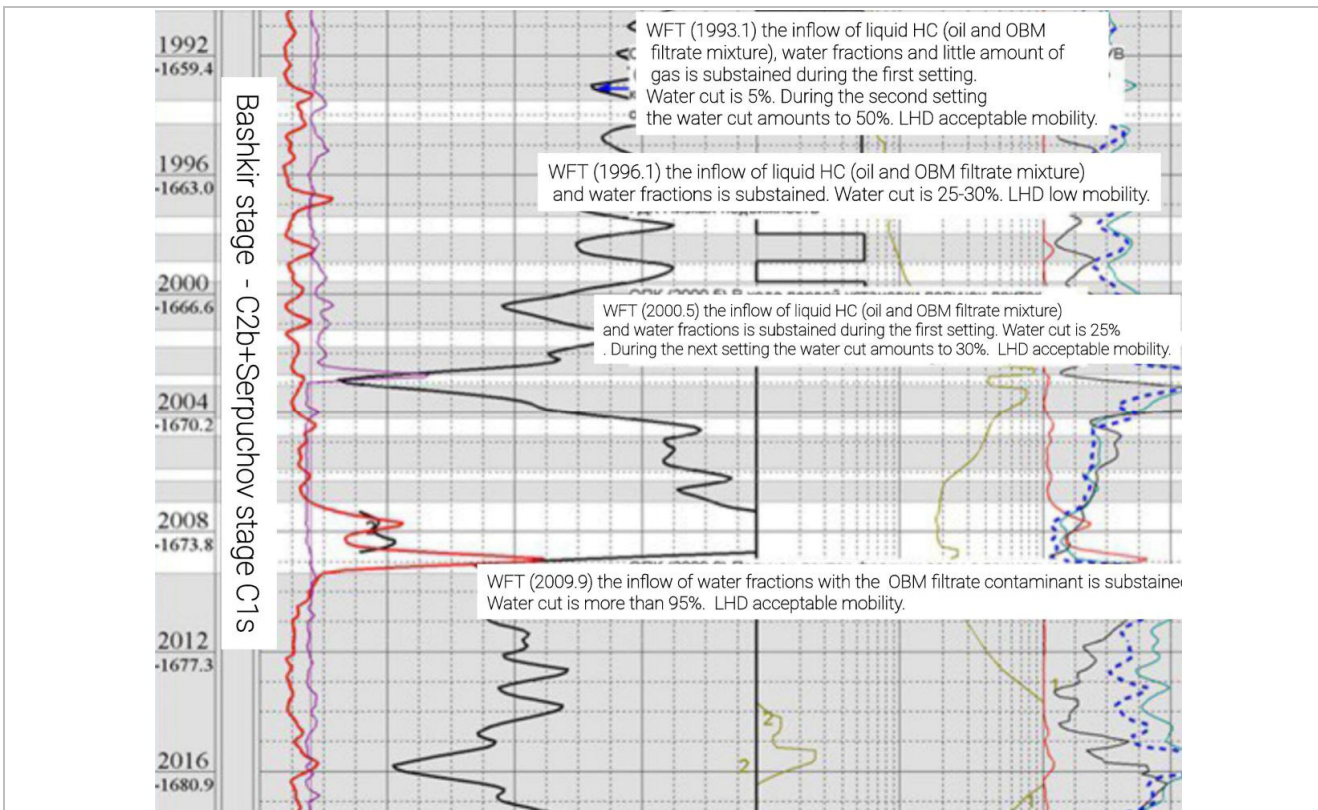 1992
-1659.4
1996
-1663.0
2000
-1666.6
2004
-1670.2
2008
-1673.8
2012
-1677.3
2016
-1680.9
Bashkir stage - C2b+Serpuchov stage C1s
WFT (1993.1) the inflow of liquid HC (oil and OBM
filtrate mixture), water fractions and little amount of
gas is substained during the first setting.
Water cut is 5%. During the second setting
the water cut amounts to 50%. LHD acceptable mobility.
WFT (1996.1) the inflow of liquid HC (oil and OBM filtrate mixture)
and water fractions is substained. Water cut is 25-30%. LHD low mobility.
WFT (2000.5) the inflow of liquid HC (oil and OBM filtrate mixture)
and water fractions is substained during the first setting. Water cut is 25%
. During the next setting the water cut amounts to 30%. LHD acceptable mobility.
2
WFT (2009.9) the inflow of water fractions with the OBM filtrate contaminant is substaine
Water cut is more than 95%. LHD acceptable mobility.
1
2
2
1